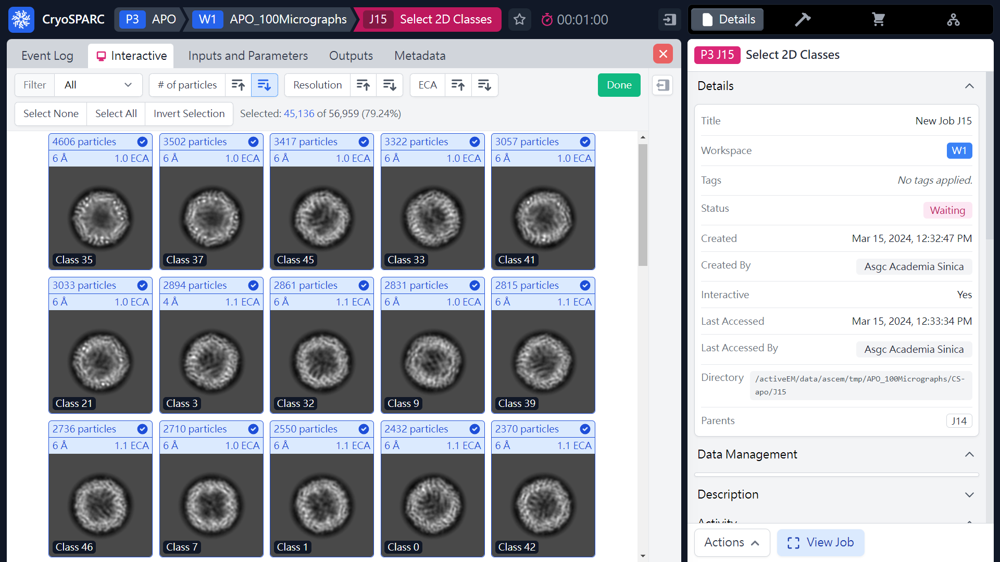 CryoSPARC P3 APO W1 APO_100Micrographs J15 Select 2D Classes 00:01:00 Details
Event Log Interactive Inputs and Parameters Outputs Metadata
Filter All # of particles Resolution ECA Done
Select None Select All Invert Selection Selected: 45,136 of 56,959 (79.24%)
4606 particles 3502 particles 3417 particles 3322 particles 3057 particles
6 Å 1.0 ECA 6 Å 1.0 ECA 6 Å 1.0 ECA 6 Å 1.0 ECA 6 Å 1.0 ECA
Class 35 Class 37 Class 45 Class 33 Class 41
3033 particles 2894 particles 2861 particles 2831 particles 2815 particles
6 Å 1.0 ECA 4 Å 1.1 ECA 6 Å 1.1 ECA 6 Å 1.0 ECA 6 Å 1.1 ECA
Class 21 Class 3 Class 32 Class 9 Class 39
2736 particles 2710 particles 2550 particles 2432 particles 2370 particles
6 Å 1.1 ECA 6 Å 1.0 ECA 6 Å 1.1 ECA 6 Å 1.1 ECA 6 Å 1.1 ECA
Class 46 Class 7 Class 1 Class 0 Class 42
P3 J15 Select 2D Classes
Details
Title New Job J15
Workspace W1
Tags No tags applied.
Status Waiting
Created Mar 15, 2024, 12:32:47 PM
Created By Asgc Academia Sinica
Interactive Yes
Last Accessed Mar 15, 2024, 12:33:34 PM
Last Accessed By Asgc Academia Sinica
Directory /activeEM/data/ascem/tmp/APO_100Micrographs/CS-
apo/J15
Parents J14
Data Management
Description
Activity
Actions View Job